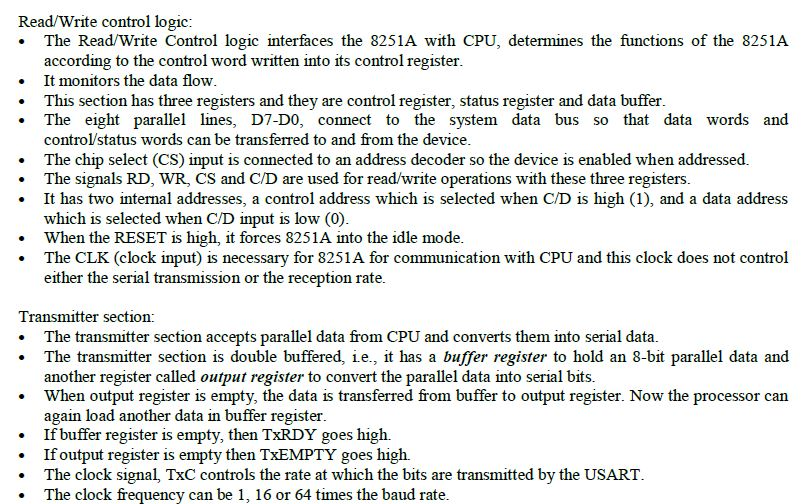 Read/Write control logic:
• The Read/Write Control logic interfaces the 8251A with CPU, determines the functions of the 8251A
according to the control word written into its control register.
• It monitors the data flow.
• This section has three registers and they are control register, status register and data buffer.
• The eight parallel lines, D7-D0, connect to the system data bus so that data words and
control/status words can be transferred to and from the device.
• The chip select (CS) input is connected to an address decoder so the device is enabled when addressed.
• The signals RD, WR, CS and C/D are used for read/write operations with these three registers.
• It has two internal addresses, a control address which is selected when C/D is high (1), and a data address
which is selected when C/D input is low (0).
• When the RESET is high, it forces 8251A into the idle mode.
• The CLK (clock input) is necessary for 8251A for communication with CPU and this clock does not control
either the serial transmission or the reception rate.
Transmitter section:
• The transmitter section accepts parallel data from CPU and converts them into serial data.
• The transmitter section is double buffered, i.e., it has a buffer register to hold an 8-bit parallel data and
another register called output register to convert the parallel data into serial bits.
• When output register is empty, the data is transferred from buffer to output register. Now the processor can
again load another data in buffer register.
• If buffer register is empty, then TxRDY goes high.
• If output register is empty then TxEMPTY goes high.
• The clock signal, TxC controls the rate at which the bits are transmitted by the USART.
• The clock frequency can be 1, 16 or 64 times the baud rate.